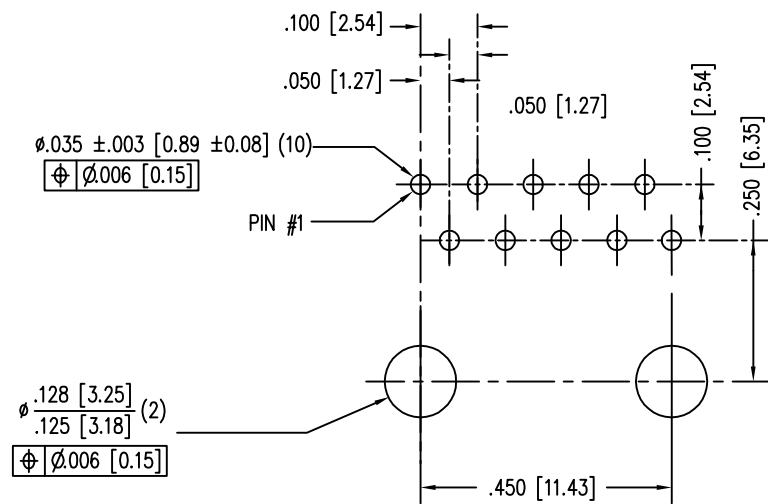 .100 [2.54]
.050 [1.27]
.050 [1.27]
.100 [2.54]
.250 [6.35]
ø.035 ±.003 [0.89 ±0.08] (10)
⌖ Ø.006 [0.15]
PIN #1
ø .128 [3.25]
.125 [3.18] (2)
⌖ Ø.006 [0.15]
.450 [11.43]